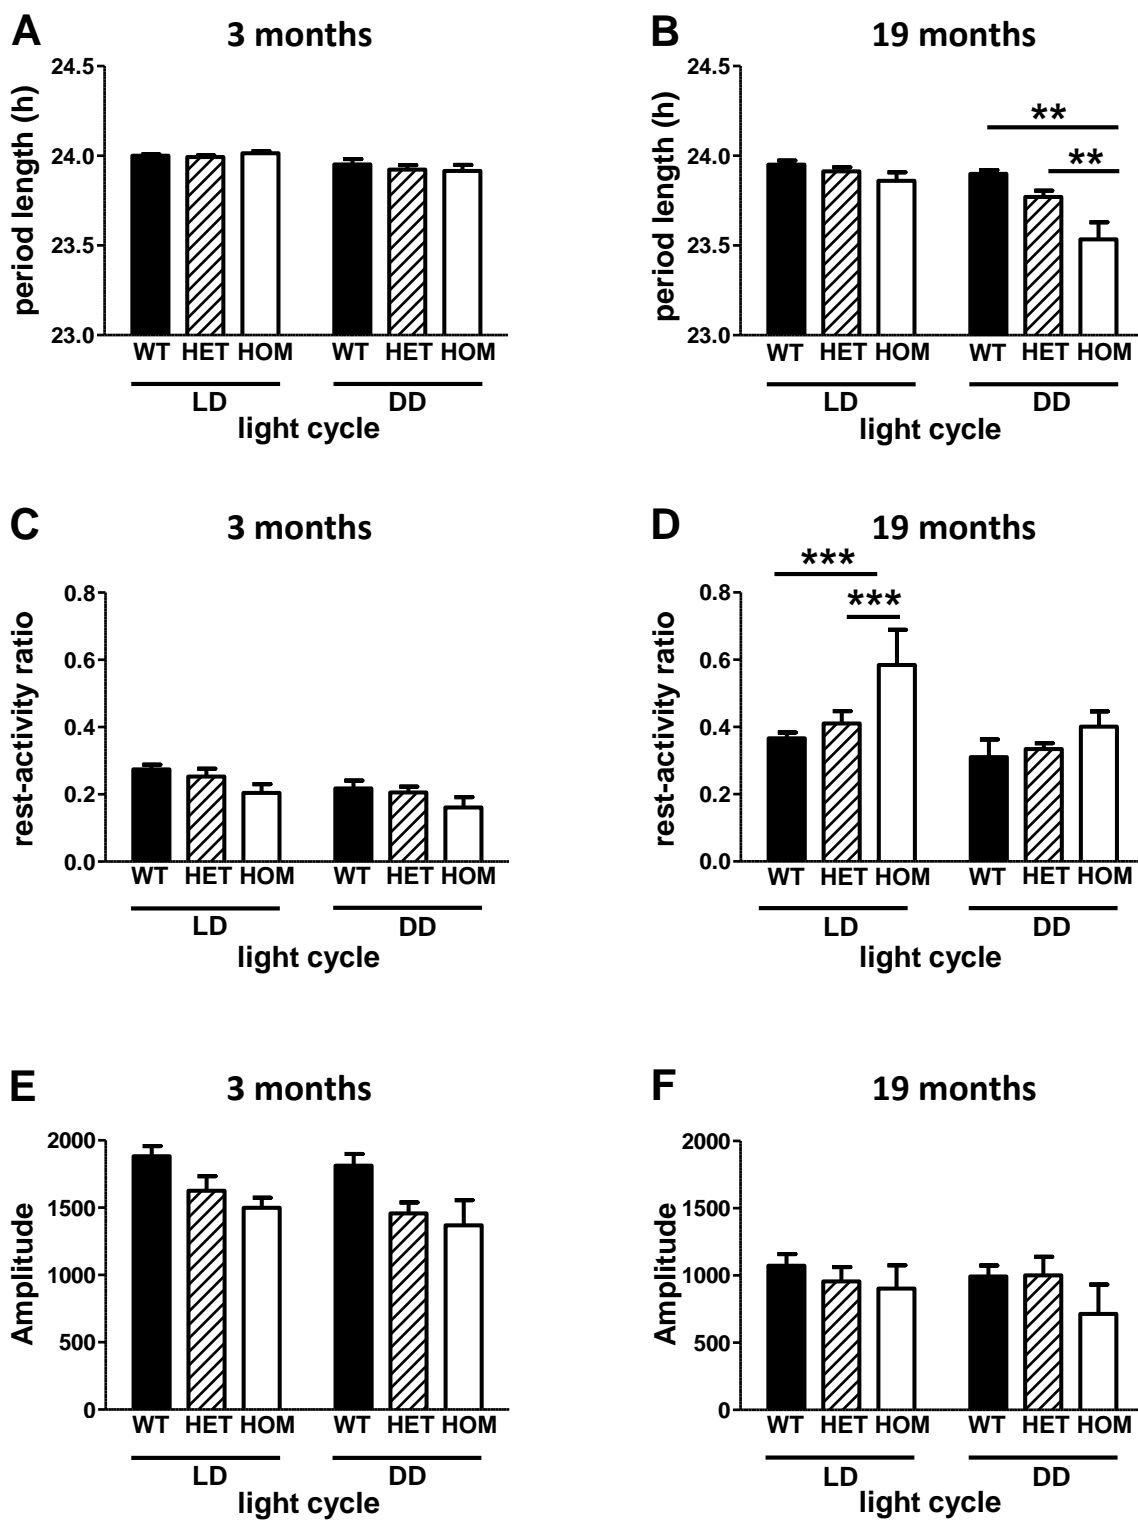 A 3 months
period length (h)
24.5
24.0
23.5
23.0
WT HET HOM WT HET HOM
LD DD
light cycle
B 19 months
period length (h)
24.5
24.0
23.5
23.0
**
**
WT HET HOM WT HET HOM
LD DD
light cycle
C 3 months
rest-activity ratio
0.8
0.6
0.4
0.2
0.0
WT HET HOM WT HET HOM
LD DD
light cycle
D 19 months
rest-activity ratio
0.8
0.6
0.4
0.2
0.0
***
***
WT HET HOM WT HET HOM
LD DD
light cycle
E 3 months
Amplitude
2000
1500
1000
500
0
WT HET HOM WT HET HOM
LD DD
light cycle
F 19 months
Amplitude
2000
1500
1000
500
0
WT HET HOM WT HET HOM
LD DD
light cycle